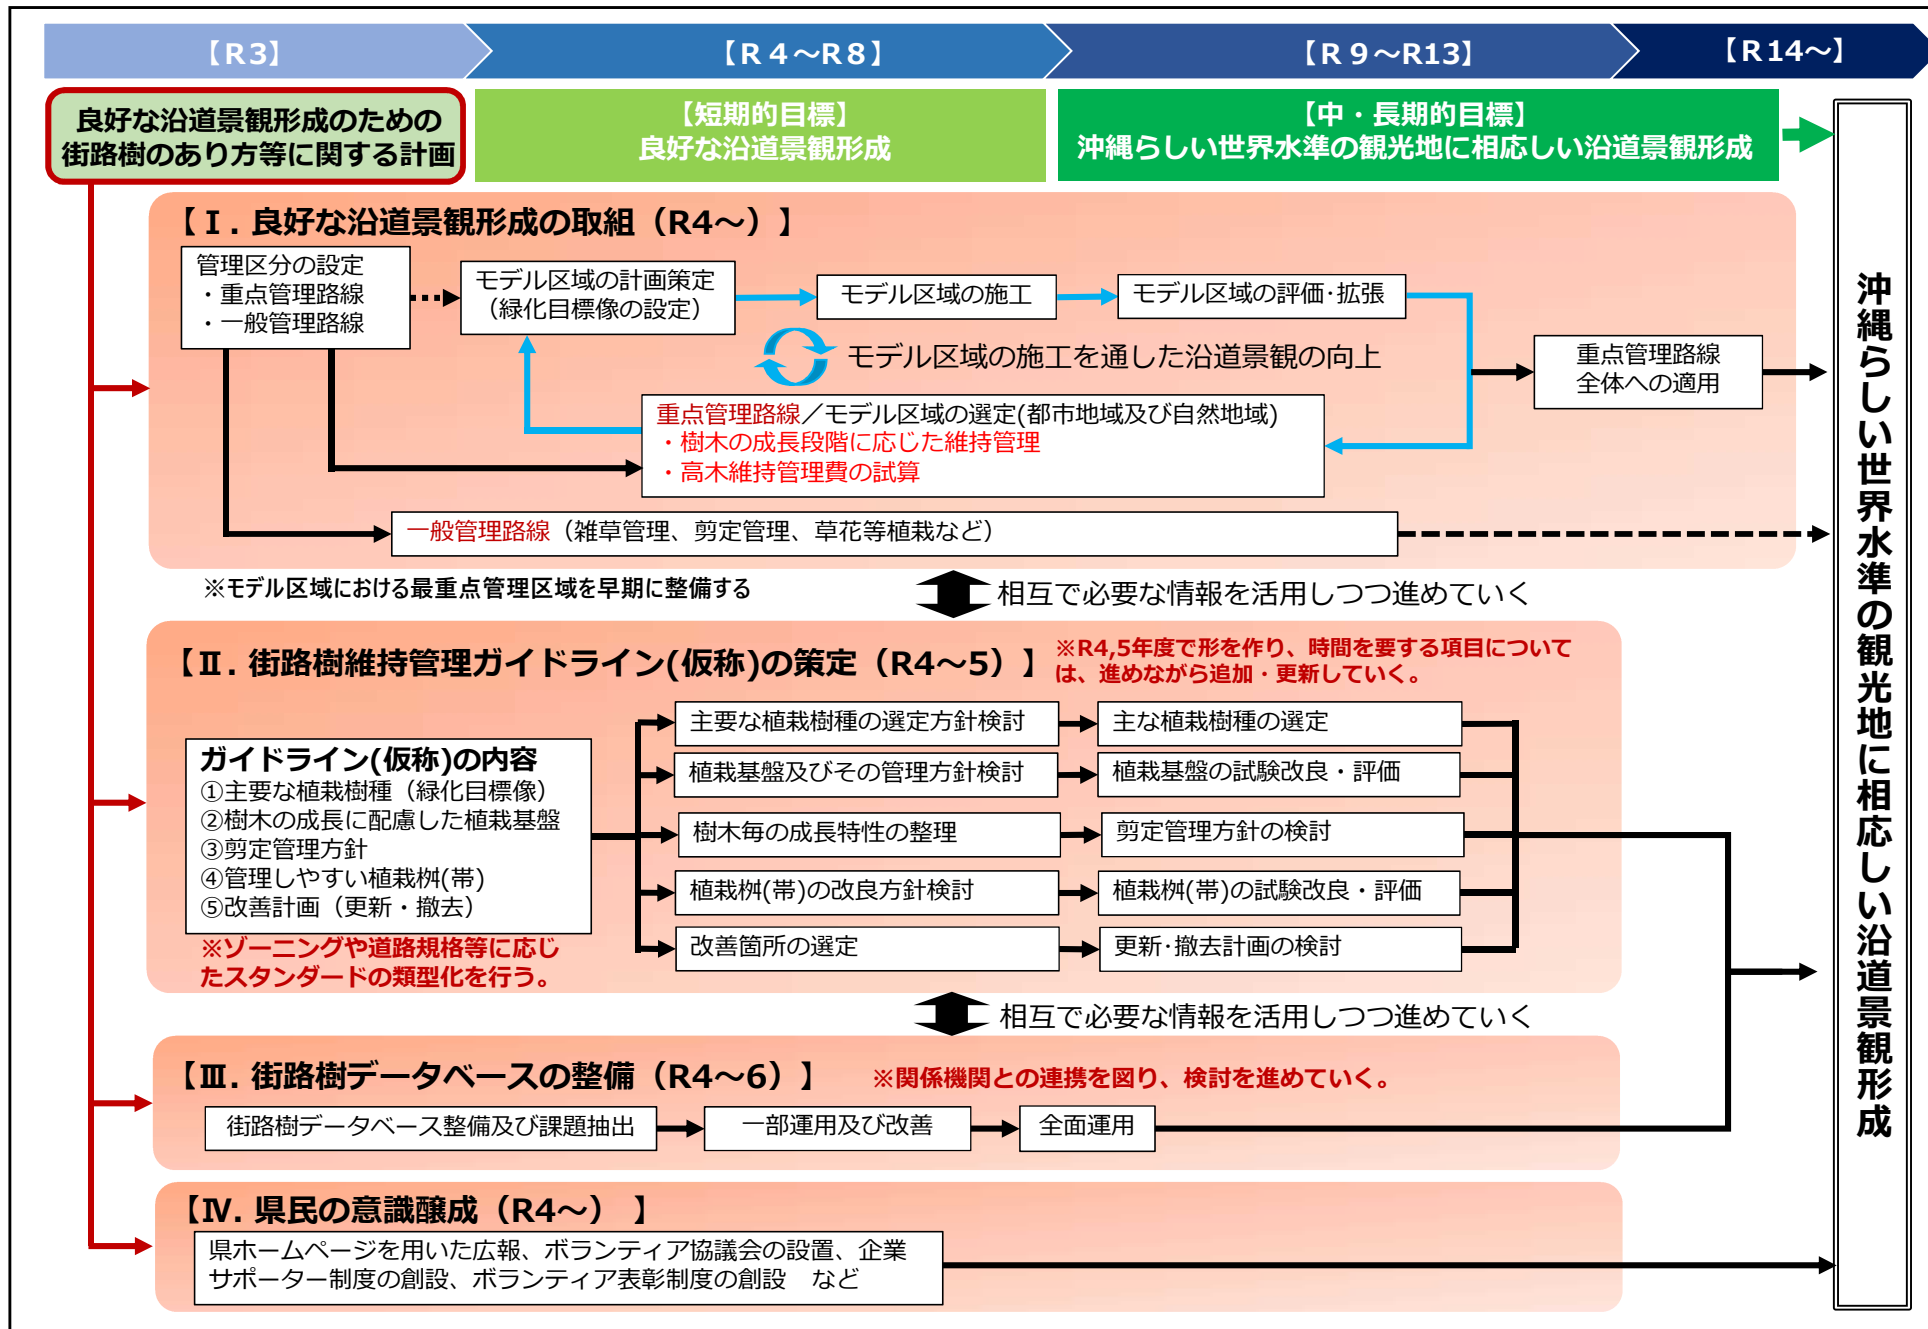 【R3】
【R４～R８】
【R９～R13】
【R14～】
良好な沿道景観形成のための
街路樹のあり方等に関する計画
【短期的目標】
良好な沿道景観形成
【中・長期的目標】
沖縄らしい世界水準の観光地に相応しい沿道景観形成
沖縄らしい世界水準の観光地に相応しい沿道景観形成
【Ⅰ. 良好な沿道景観形成の取組（R4～）】
管理区分の設定
・重点管理路線
・一般管理路線
モデル区域の計画策定
（緑化目標像の設定）
モデル区域の施工
モデル区域の評価･拡張
モデル区域の施工を通した沿道景観の向上
重点管理路線
全体への適用
重点管理路線／モデル区域の選定(都市地域及び自然地域)
・樹木の成長段階に応じた維持管理
・高木維持管理費の試算
一般管理路線（雑草管理、剪定管理、草花等植栽など）
※モデル区域における最重点管理区域を早期に整備する
相互で必要な情報を活用しつつ進めていく
【Ⅱ. 街路樹維持管理ガイドライン(仮称)の策定（R4～5）】
※R4,5年度で形を作り、時間を要する項目について
は、進めながら追加・更新していく。
ガイドライン(仮称)の内容
①主要な植栽樹種（緑化目標像）
②樹木の成長に配慮した植栽基盤
③剪定管理方針
④管理しやすい植栽桝(帯)
⑤改善計画（更新・撤去）
※ゾーニングや道路規格等に応じ
たスタンダードの類型化を行う。
主要な植栽樹種の選定方針検討
主な植栽樹種の選定
植栽基盤及びその管理方針検討
植栽基盤の試験改良・評価
樹木毎の成長特性の整理
剪定管理方針の検討
植栽桝(帯)の改良方針検討
植栽桝(帯)の試験改良・評価
改善箇所の選定
更新･撤去計画の検討
相互で必要な情報を活用しつつ進めていく
【Ⅲ. 街路樹データベースの整備（R4～6）】
※関係機関との連携を図り、検討を進めていく。
街路樹データベース整備及び課題抽出
一部運用及び改善
全面運用
【Ⅳ. 県民の意識醸成（R4～）　】
県ホームページを用いた広報、ボランティア協議会の設置、企業
サポーター制度の創設、ボランティア表彰制度の創設　など